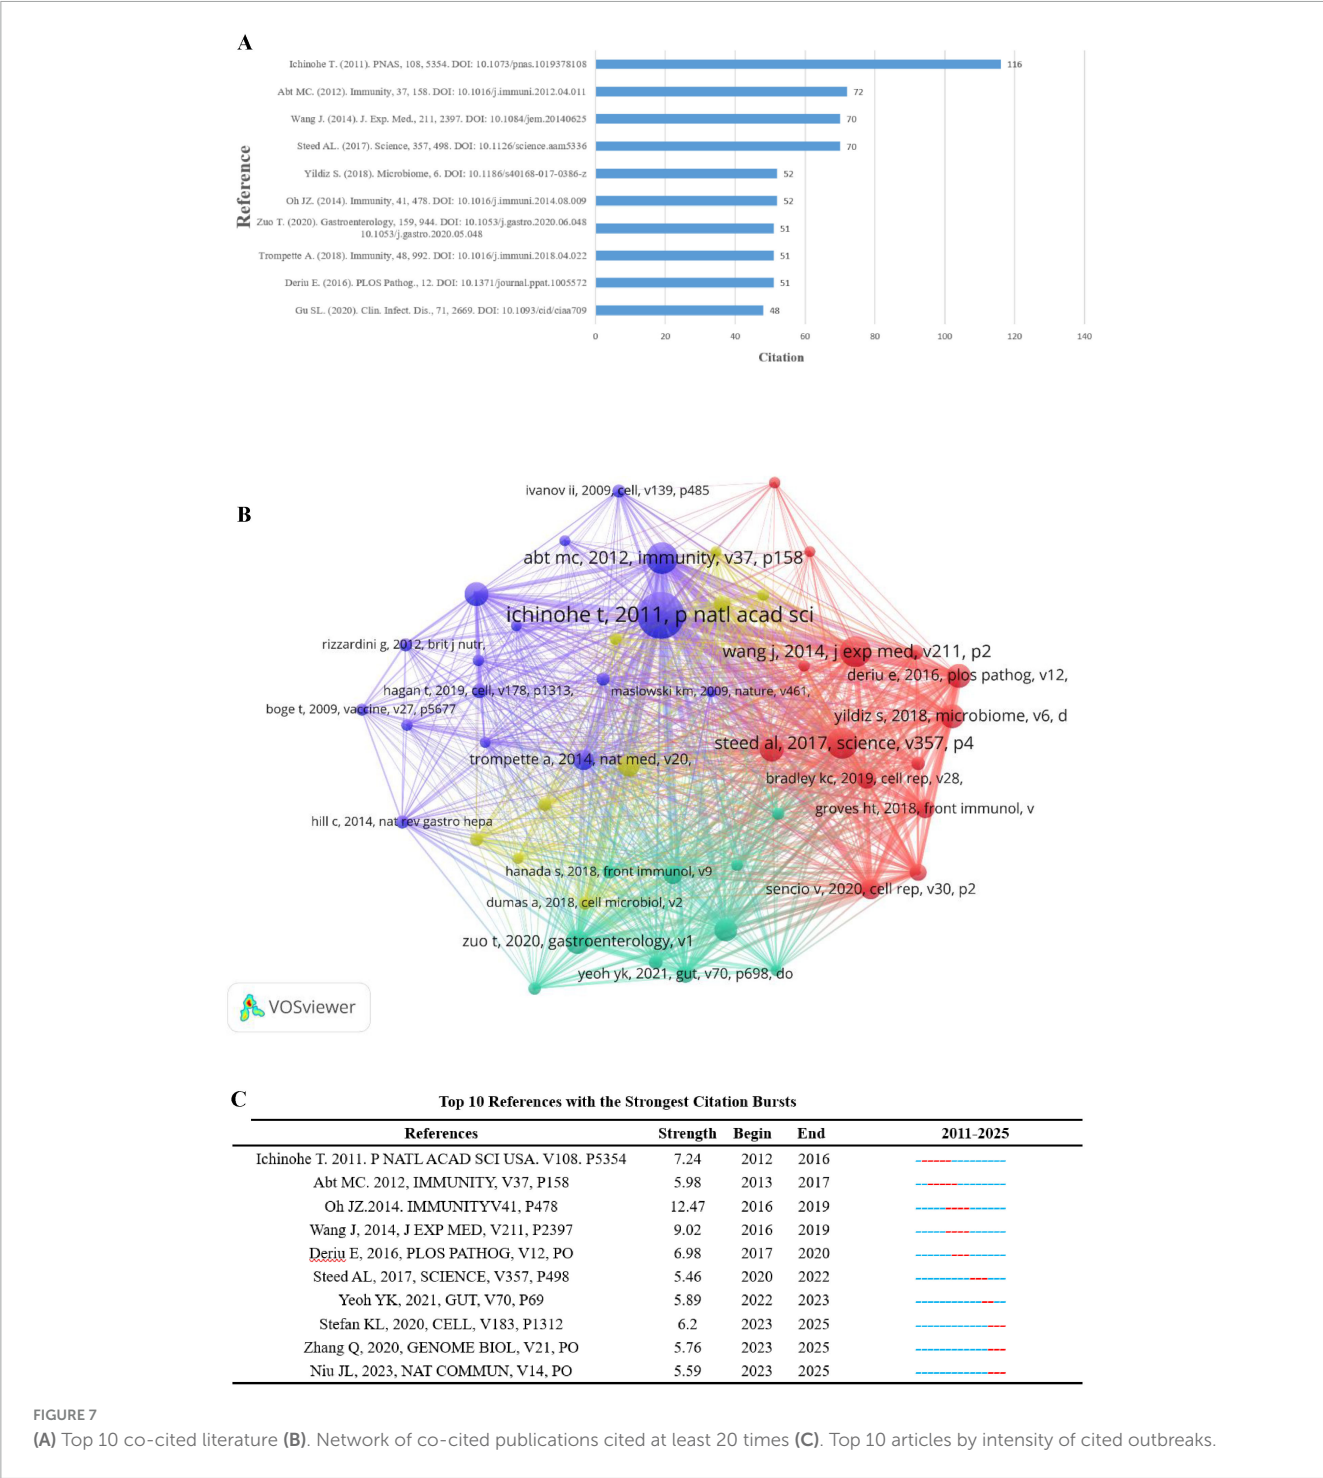 A
Ichinohe T. (2011). PNAS, 108, 5354. DOI: 10.1073/pnas.1019378108
116
Abt MC. (2012). Immunity, 37, 158. DOI: 10.1016/j.immuni.2012.04.011
72
Wang J. (2014). J. Exp. Med., 211, 2397. DOI: 10.1084/jem.20140625
70
Steed AL. (2017). Science, 357, 498. DOI: 10.1126/science.aam5336
70
Yildiz S. (2018). Microbiome, 6. DOI: 10.1186/s40168-017-0386-z
52
Oh JZ. (2014). Immunity, 41, 478. DOI: 10.1016/j.immuni.2014.08.009
52
Zuo T. (2020). Gastroenterology, 159, 944. DOI: 10.1053/j.gastro.2020.06.048
10.1053/j.gastro.2020.05.048
51
Trompette A. (2018). Immunity, 48, 992. DOI: 10.1016/j.immuni.2018.04.022
51
Deriu E. (2016). PLOS Pathog., 12. DOI: 10.1371/journal.ppat.1005572
51
Gu SL. (2020). Clin. Infect. Dis., 71, 2669. DOI: 10.1093/cid/ciaa709
48
Reference
0 20 40 60 80 100 120 140
Citation
B
ivanov ii, 2009, cell, v139, p485
abt mc, 2012, immunity, v37, p158
ichinohe t, 2011, p natl acad sci
rizzardini g, 2012, brit j nutr,
wang j, 2014, j exp med, v211, p2
deriu e, 2016, plos pathog, v12,
hagan t, 2019, cell, v178, p1313,
maslowski km, 2009, nature, v461,
boge t, 2009, vaccine, v27, p5677
yildiz s, 2018, microbiome, v6, d
steed al, 2017, science, v357, p4
trompette a, 2014, nat med, v20,
bradley kc, 2019, cell rep, v28,
groves ht, 2018, front immunol, v
hill c, 2014, nat rev gastro hepa
hanada s, 2018, front immunol, v9
sencio v, 2020, cell rep, v30, p2
dumas a, 2018, cell microbiol, v2
zuo t, 2020, gastroenterology, v1
yeoh yk, 2021, gut, v70, p698, do
VOSviewer
C
Top 10 References with the Strongest Citation Bursts
References Strength Begin End 2011-2025
Ichinohe T. 2011. P NATL ACAD SCI USA. V108. P5354 7.24 2012 2016
Abt MC. 2012, IMMUNITY, V37, P158 5.98 2013 2017
Oh JZ.2014. IMMUNITYV41, P478 12.47 2016 2019
Wang J, 2014, J EXP MED, V211, P2397 9.02 2016 2019
Deriu E, 2016, PLOS PATHOG, V12, PO 6.98 2017 2020
Steed AL, 2017, SCIENCE, V357, P498 5.46 2020 2022
Yeoh YK, 2021, GUT, V70, P69 5.89 2022 2023
Stefan KL, 2020, CELL, V183, P1312 6.2 2023 2025
Zhang Q, 2020, GENOME BIOL, V21, PO 5.76 2023 2025
Niu JL, 2023, NAT COMMUN, V14, PO 5.59 2023 2025
FIGURE 7
(A) Top 10 co-cited literature (B). Network of co-cited publications cited at least 20 times (C). Top 10 articles by intensity of cited outbreaks.